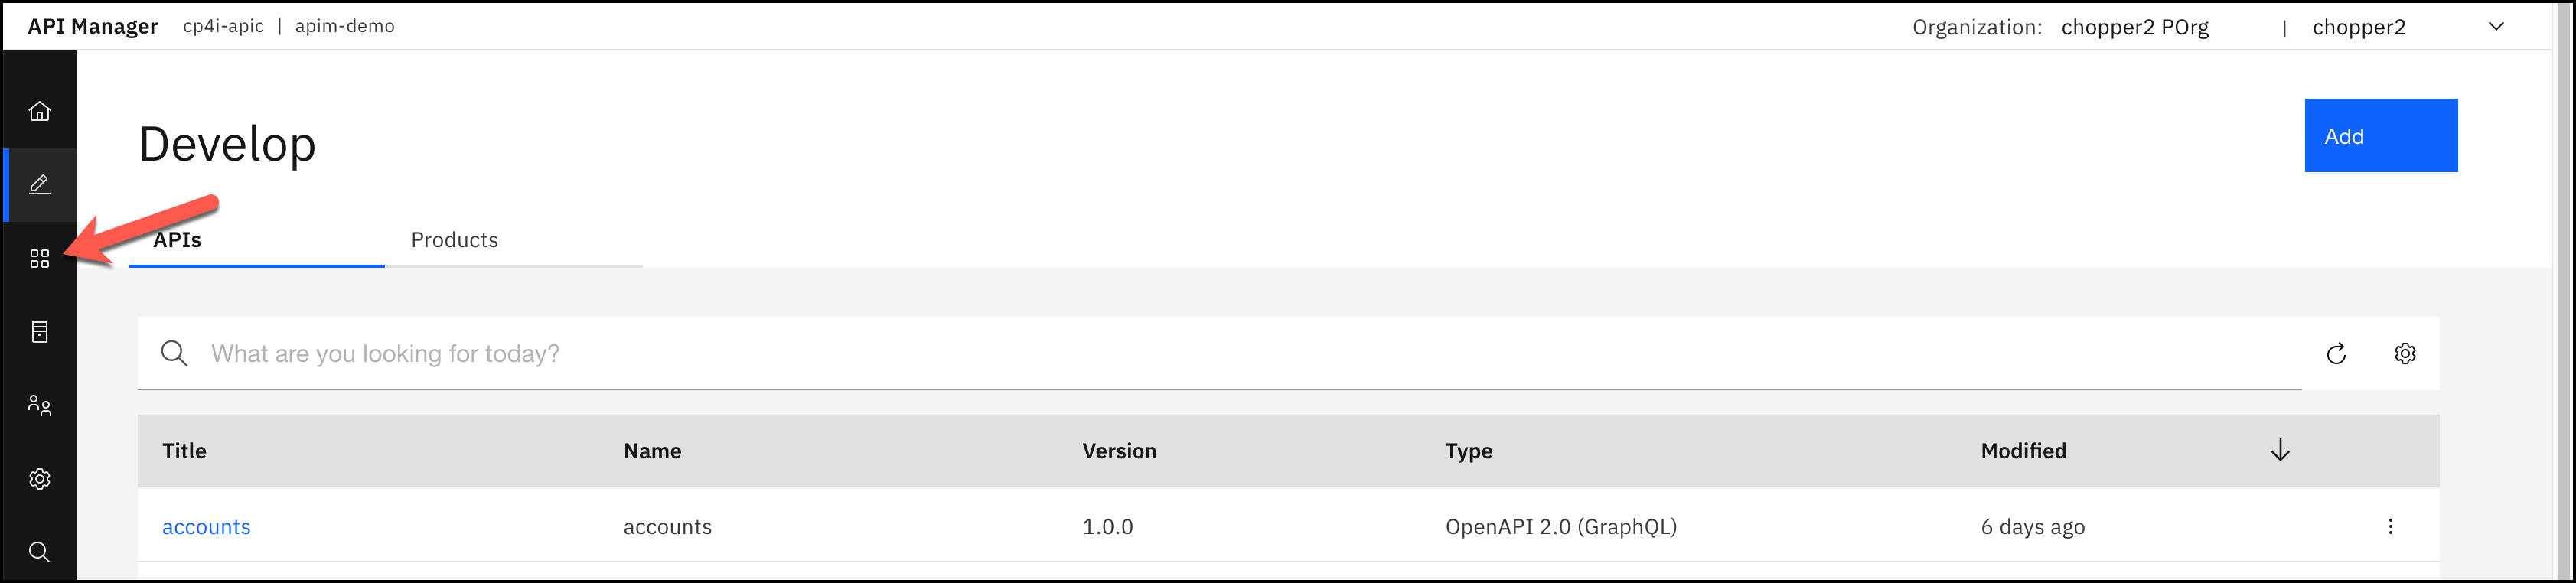 API Manager cp4i-apic | apim-demo Organization: chopper2 POrg | chopper2
Develop
Add
APIs Products
What are you looking for today?
Title Name Version Type Modified
accounts accounts 1.0.0 OpenAPI 2.0 (GraphQL) 6 days ago